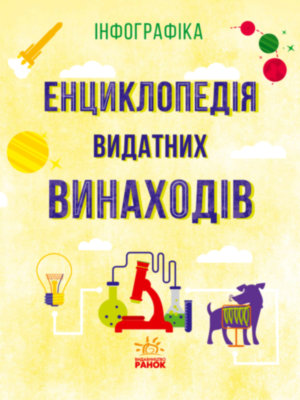 ІНФОГРАФІКА
ЕНЦИКЛОПЕДІЯ
ВИДАТНИХ
ВИНАХОДІВ
ВИДАВНИЦТВО
РАНОК